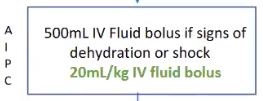 A
I
P
C
500mL IV Fluid bolus if signs of
dehydration or shock
20mL/kg IV fluid bolus